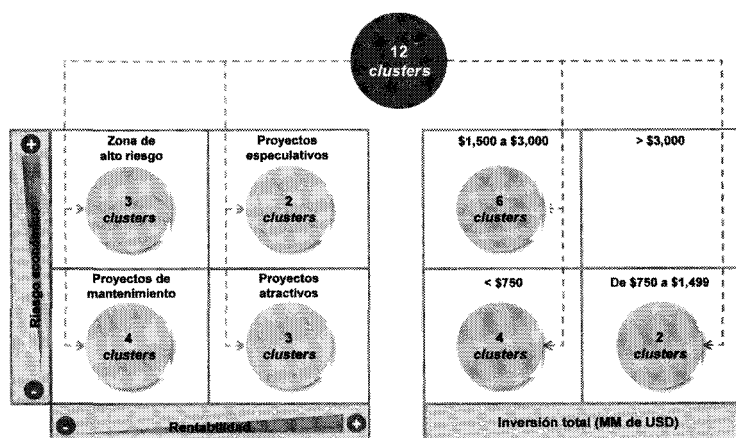 12
clusters
Zona de
alto riesgo
Proyectos
especulativos
$1,500 a $3,000
> $3,000
3
clusters
2
clusters
6
clusters
Riesgo económico
Proyectos de
mantenimiento
Proyectos
atractivos
< $750
De $750 a $1,499
4
clusters
3
clusters
4
clusters
2
clusters
Rentabilidad
Inversión total (MM de USD)